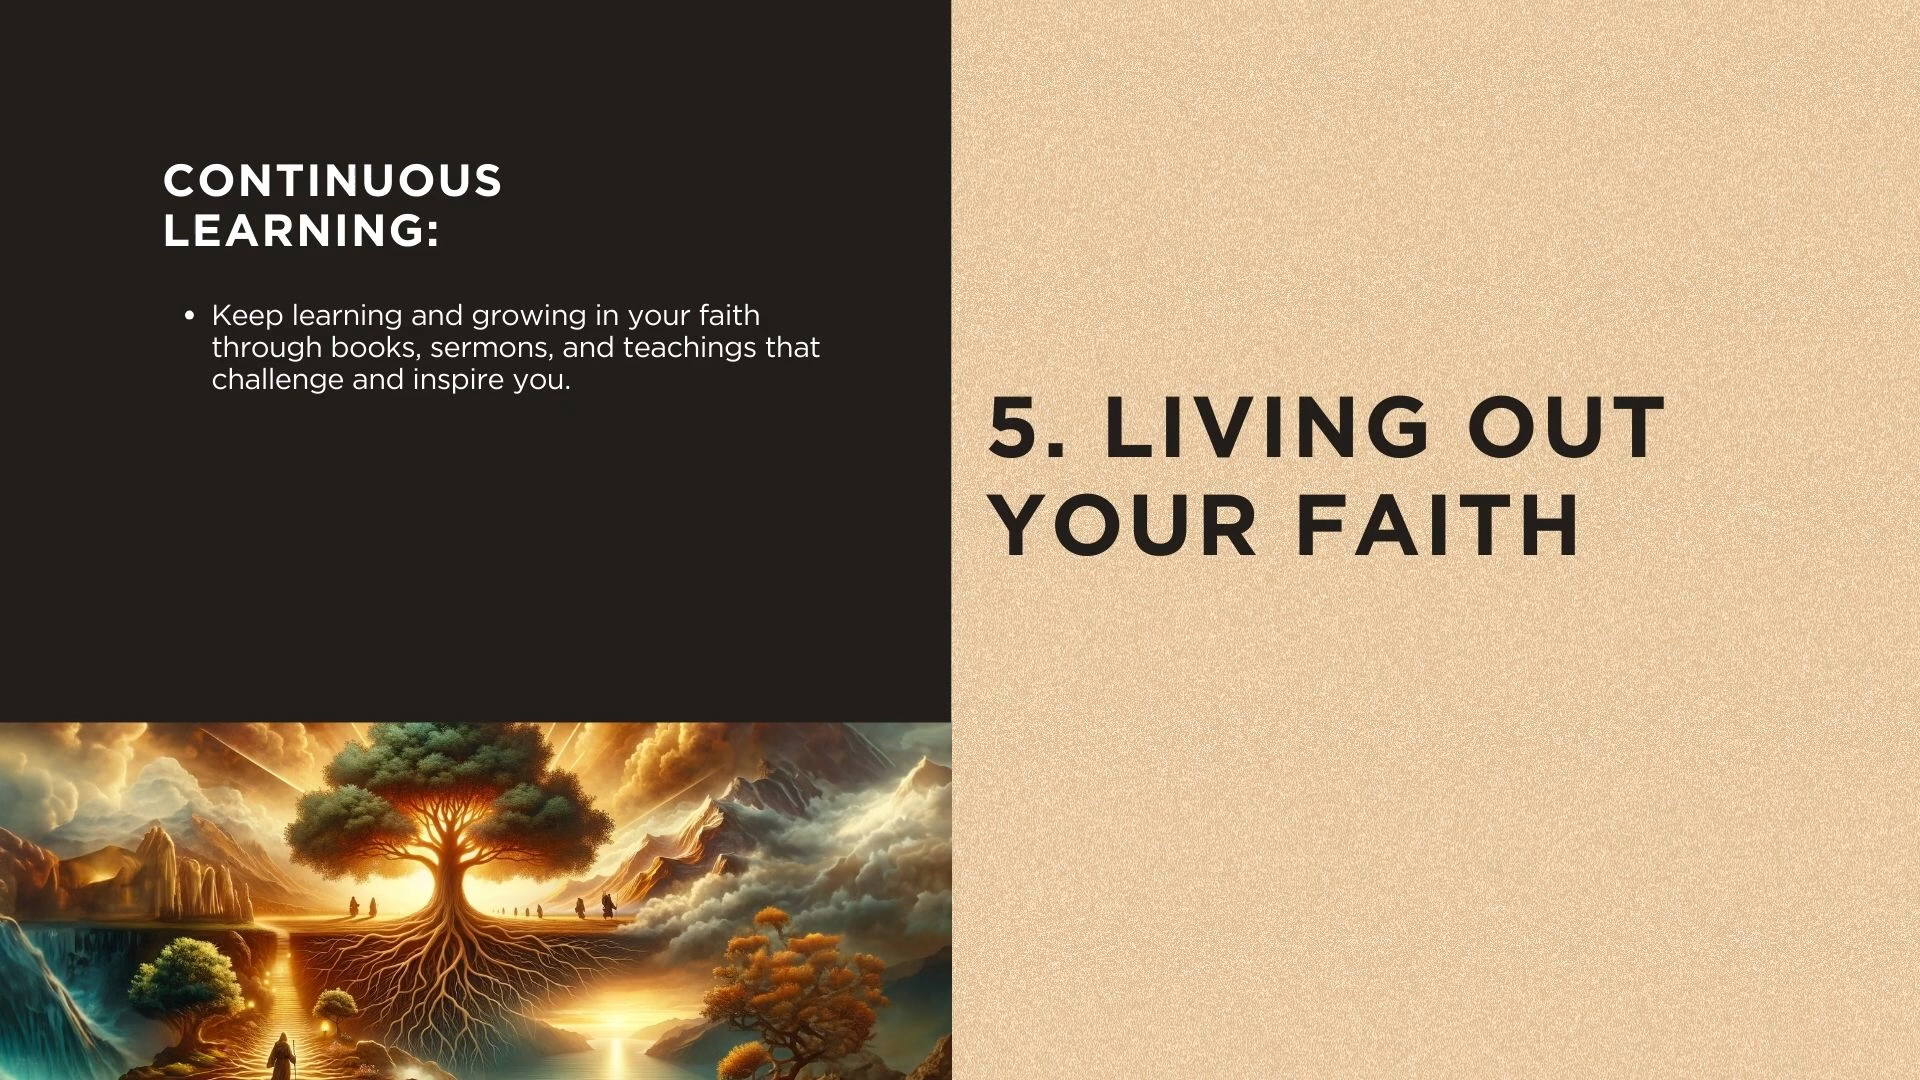 CONTINUOUS
LEARNING:
• Keep learning and growing in your faith
through books, sermons, and teachings that
challenge and inspire you.
5. LIVING OUT
YOUR FAITH